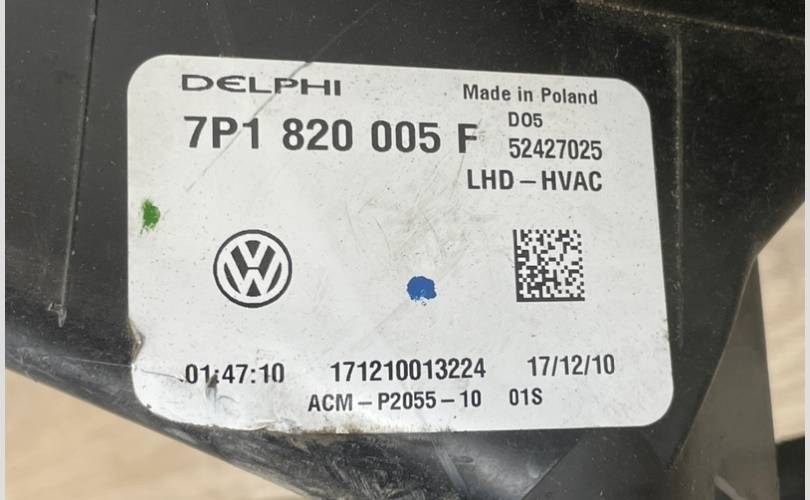 DELPHI
Made in Poland
7P1 820 005 F
D05
52427025
LHD-HVAC
VW
01:47:10 171210013224 17/12/10
ACM-P2055-10 01S